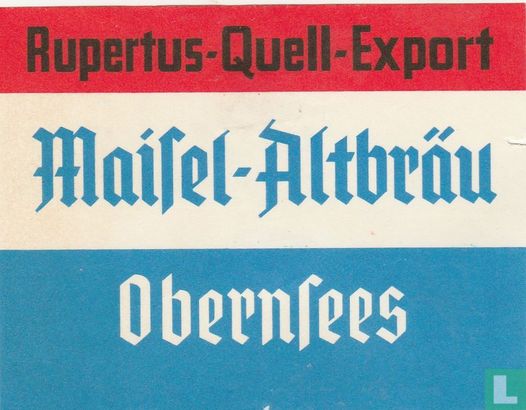 Rupertus-Quell-Export
Maiſel-Altbräu
Obernſees
L